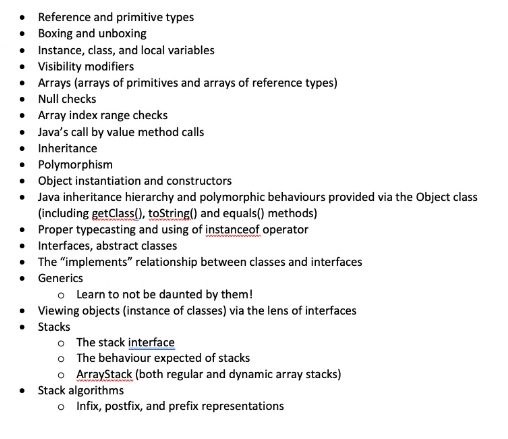 • Reference and primitive types
• Boxing and unboxing
• Instance, class, and local variables
• Visibility modifiers
• Arrays (arrays of primitives and arrays of reference types)
• Null checks
• Array index range checks
• Java's call by value method calls
• Inheritance
• Polymorphism
• Object instantiation and constructors
• Java inheritance hierarchy and polymorphic behaviours provided via the Object class
(including getClass(), toString() and equals() methods)
• Proper typecasting and using of instanceof operator
• Interfaces, abstract classes
• The “implements” relationship between classes and interfaces
• Generics
o Learn to not be daunted by them!
• Viewing objects (instance of classes) via the lens of interfaces
• Stacks
o The stack interface
o The behaviour expected of stacks
o ArrayStack (both regular and dynamic array stacks)
• Stack algorithms
o Infix, postfix, and prefix representations